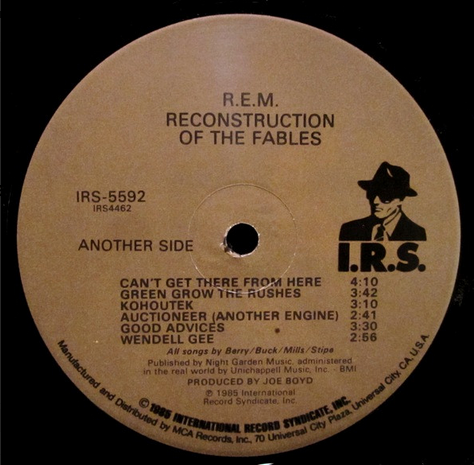 R.E.M.
RECONSTRUCTION
OF THE FABLES
IRS-5592
IRS4462
ANOTHER SIDE
I.R.S.
CAN'T GET THERE FROM HERE 4:10
GREEN GROW THE RUSHES 3:42
KOHOUTEK 3:10
AUCTIONEER (ANOTHER ENGINE) 2:41
GOOD ADVICES 3:30
WENDELL GEE 2:56
All songs by Berry/Buck/Mills/Stipe
Published by Night Garden Music, administered
in the real world by Unichappell Music, Inc. - BMI
PRODUCED BY JOE BOYD
℗ 1985 International
Record Syndicate, Inc.
© 1985 INTERNATIONAL RECORD SYNDICATE, INC.
Manufactured and Distributed by MCA Records, Inc., 70 Universal City Plaza, Universal City, CA. U.S.A.